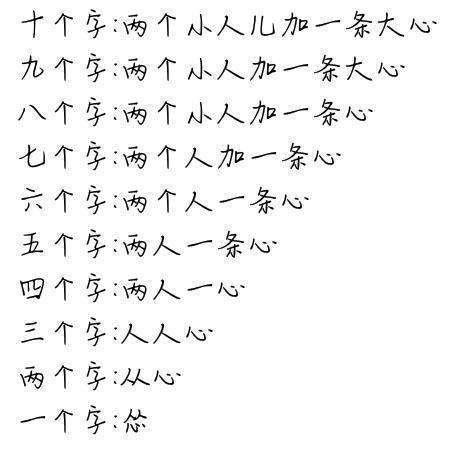 十个字:两个小人儿加一条大心
九个字:两个小人加一条大心
八个字:两个小人加一条心
七个字:两个人加一条心
六个字:两个人一条心
五个字:两人一条心
四个字:两人一心
三个字:人人心
两个字:从心
一个字:怂